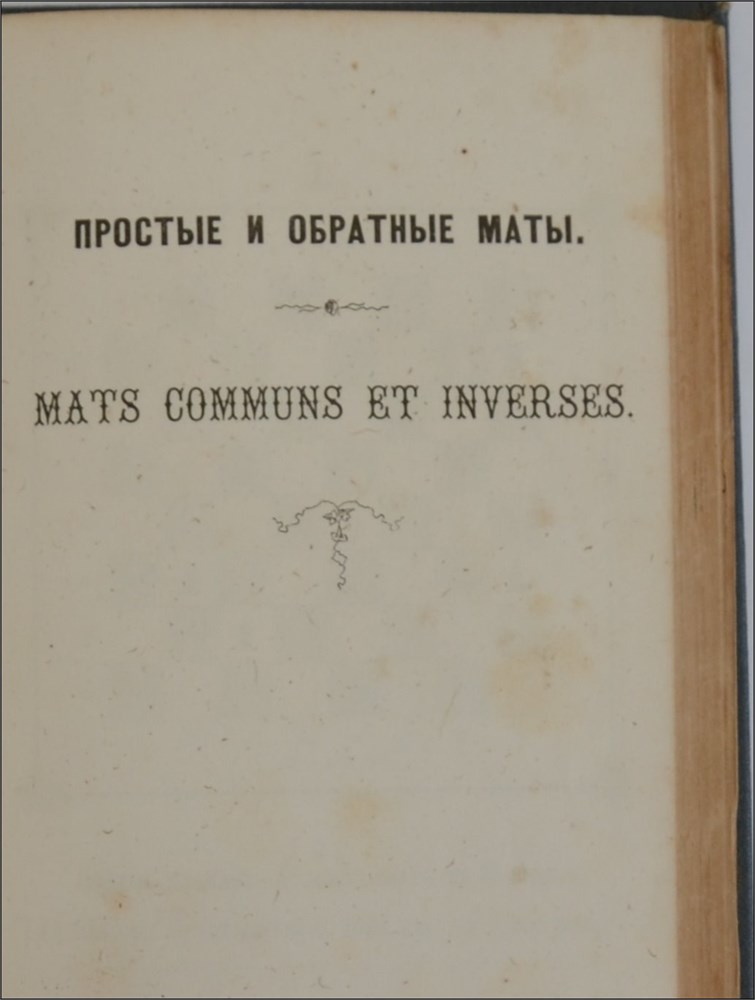 ПРОСТЫЕ И ОБРАТНЫЕ МАТЫ.
MATS COMMUNS ET INVERSES.